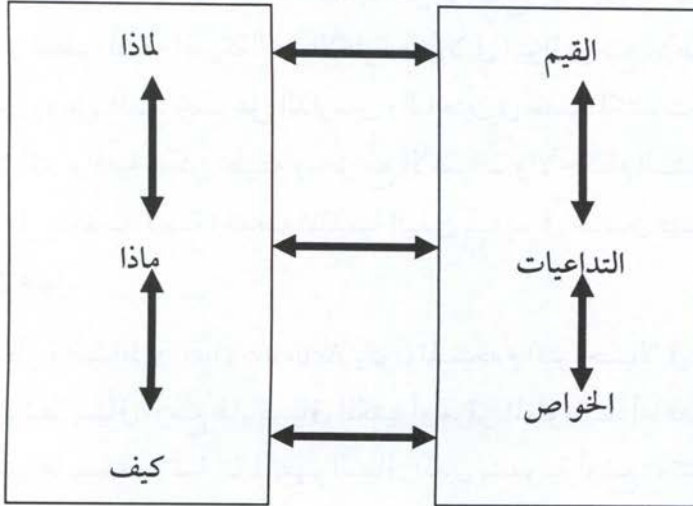 القيم
لماذا
التداعيات
ماذا
الخواص
كيف